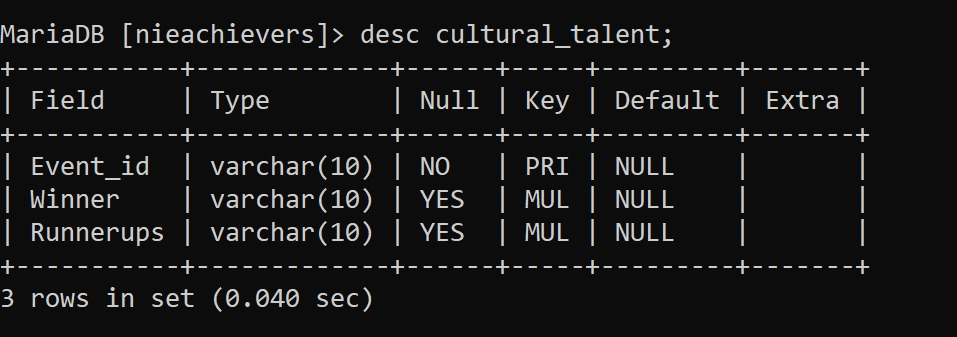 MariaDB [nieachievers]> desc cultural_talent;
+-----------+-------------+------+-----+---------+-------+
| Field     | Type        | Null | Key | Default | Extra |
+-----------+-------------+------+-----+---------+-------+
| Event_id  | varchar(10) | NO   | PRI | NULL    |       |
| Winner    | varchar(10) | YES  | MUL | NULL    |       |
| Runnerups | varchar(10) | YES  | MUL | NULL    |       |
+-----------+-------------+------+-----+---------+-------+
3 rows in set (0.040 sec)